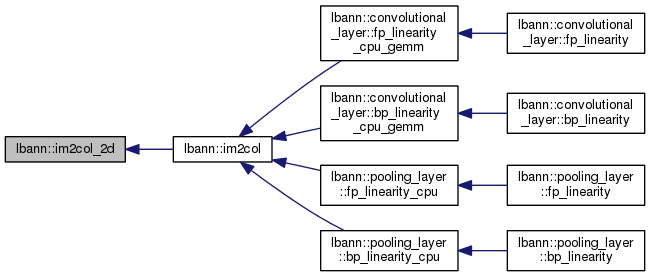 lbann::im2col_2d
lbann::im2col
lbann::convolutional
_layer::fp_linearity
_cpu_gemm
lbann::convolutional
_layer::fp_linearity
lbann::convolutional
_layer::bp_linearity
_cpu_gemm
lbann::convolutional
_layer::bp_linearity
lbann::pooling_layer
::fp_linearity_cpu
lbann::pooling_layer
::fp_linearity
lbann::pooling_layer
::bp_linearity_cpu
lbann::pooling_layer
::bp_linearity